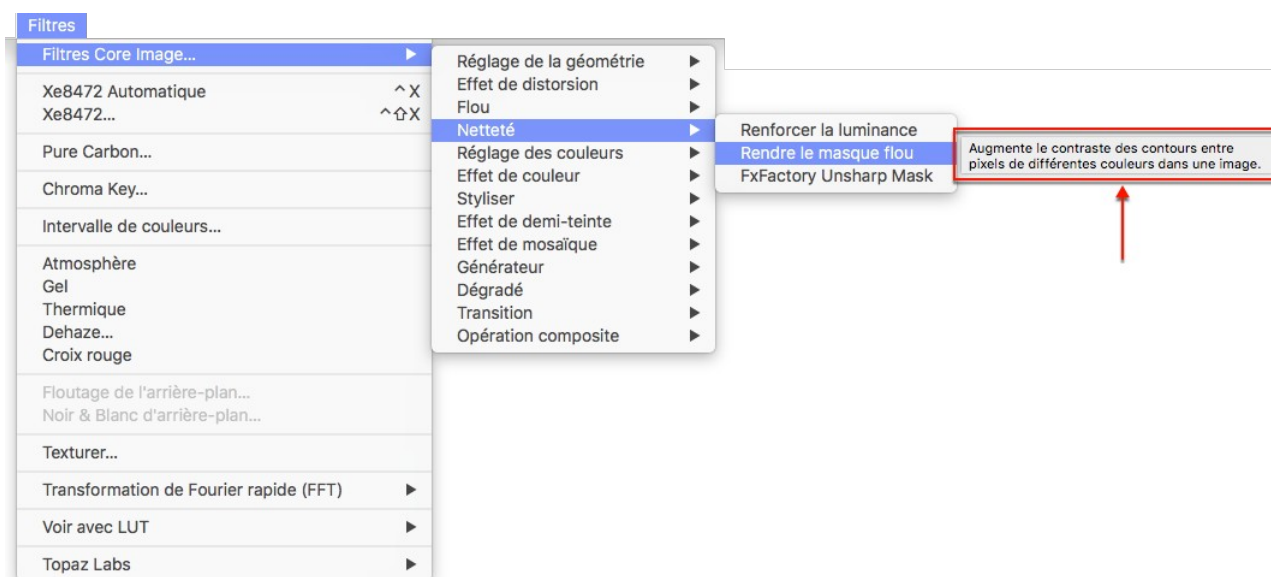 Filtres
Filtres Core Image...
Xe8472 Automatique ^ X
Xe8472... ^⇧X
Pure Carbon...
Chroma Key...
Intervalle de couleurs...
Atmosphère
Gel
Thermique
Dehaze...
Croix rouge
Floutage de l'arrière-plan...
Noir & Blanc d'arrière-plan...
Texturer...
Transformation de Fourier rapide (FFT)
Voir avec LUT
Topaz Labs
Réglage de la géométrie
Effet de distorsion
Flou
Netteté
Réglage des couleurs
Effet de couleur
Styliser
Effet de demi-teinte
Effet de mosaïque
Générateur
Dégradé
Transition
Opération composite
Renforcer la luminance
Rendre le masque flou
FxFactory Unsharp Mask
Augmente le contraste des contours entre
pixels de différentes couleurs dans une image.